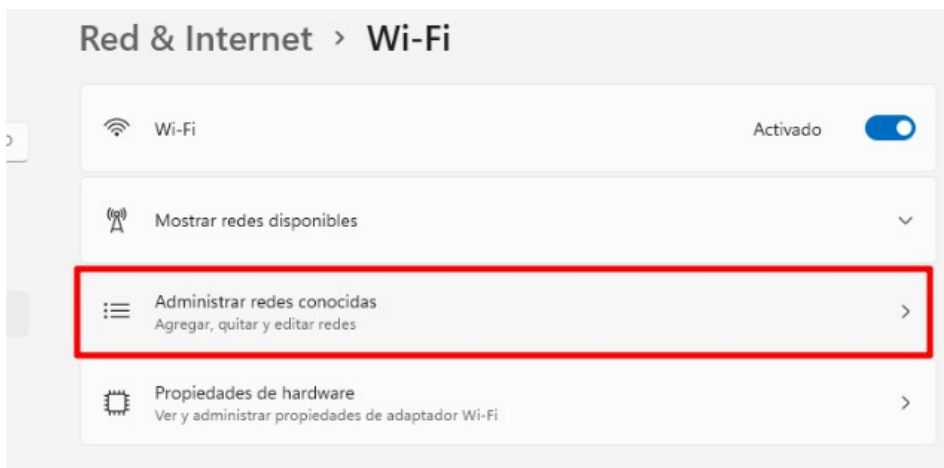 Red & Internet > Wi-Fi
Wi-Fi
Activado
Mostrar redes disponibles
Administrar redes conocidas
Agregar, quitar y editar redes
Propiedades de hardware
Ver y administrar propiedades de adaptador Wi-Fi